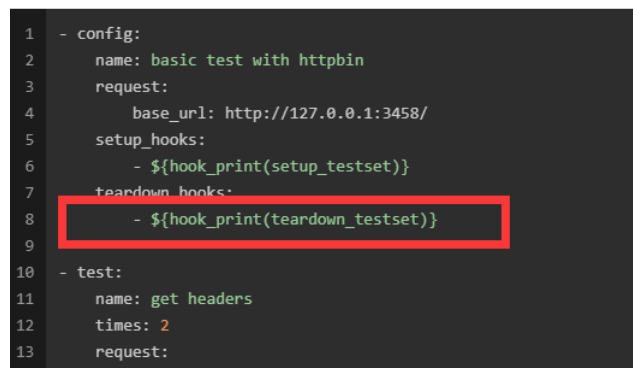 1 - config:
2 name: basic test with httpbin
3 request:
4 base_url: http://127.0.0.1:3458/
5 setup_hooks:
6 - ${hook_print(setup_testset)}
7 teardown_hooks:
8 - ${hook_print(teardown_testset)}
9
10 - test:
11 name: get headers
12 times: 2
13 request: